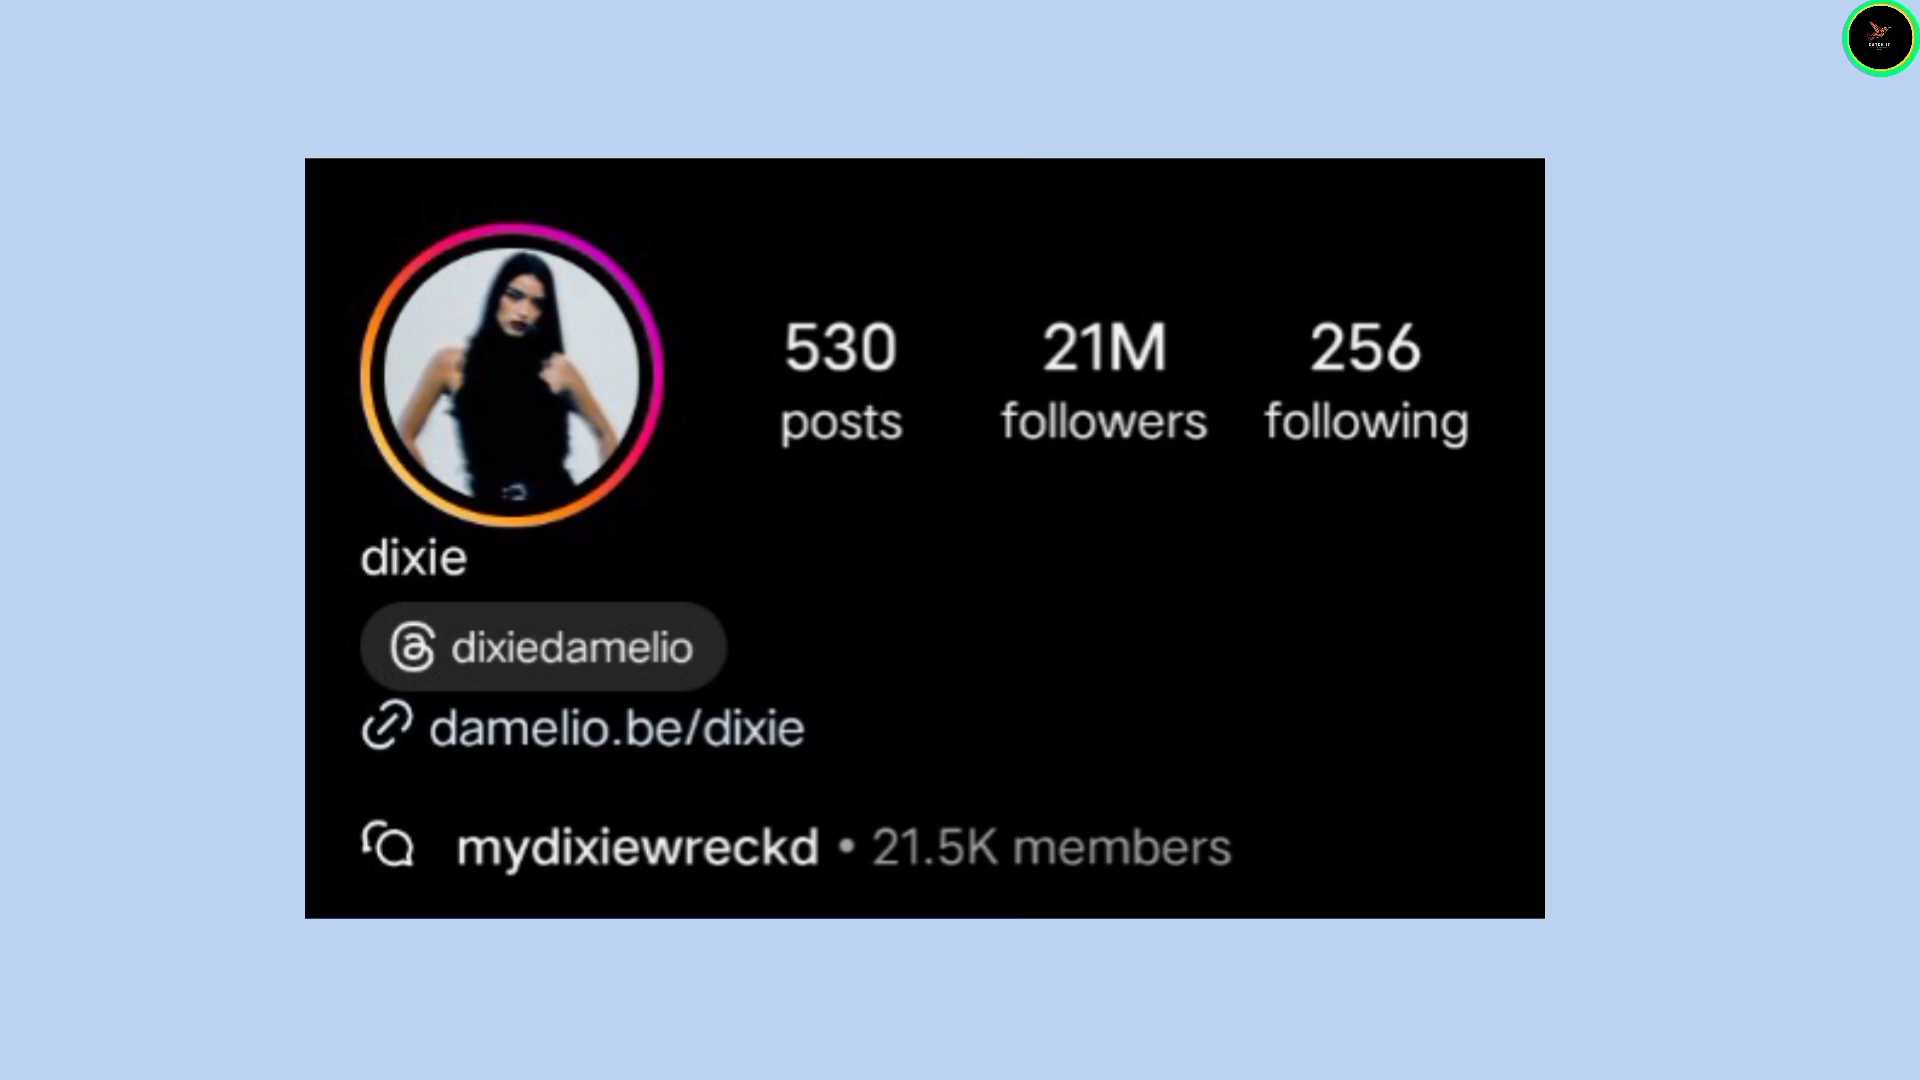 530 21M 256
posts followers following
dixie
dixiedamelio
damelio.be/dixie
mydixiewreckd • 21.5K members